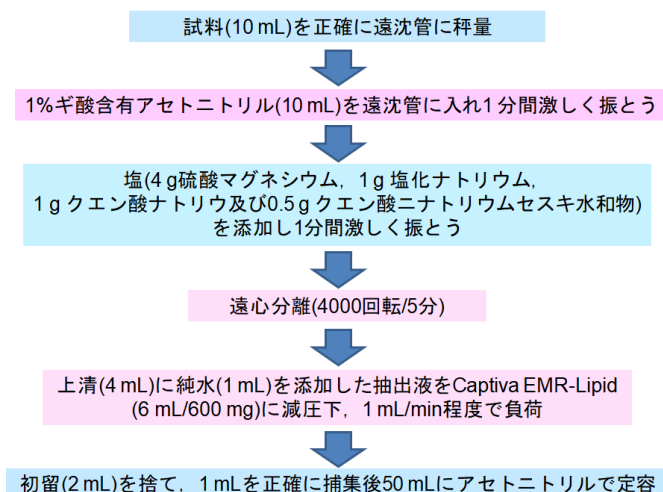 試料(10 mL)を正確に遠沈管に秤量
1%ギ酸含有アセトニトリル(10 mL)を遠沈管に入れ1 分間激しく振とう
塩(4 g硫酸マグネシウム，1 g 塩化ナトリウム，
1 g クエン酸ナトリウ及び0.5 g クエン酸ニナトリウムセスキ水和物)
を添加し1分間激しく振とう
遠心分離(4000回転/5分)
上清(4 mL)に純水(1 mL)を添加した抽出液をCaptiva EMR-Lipid
(6 mL/600 mg)に減圧下，1 mL/min程度で負荷
初留(2 mL)を捨て，1 mLを正確に捕集後50 mLにアセトニトリルで定容